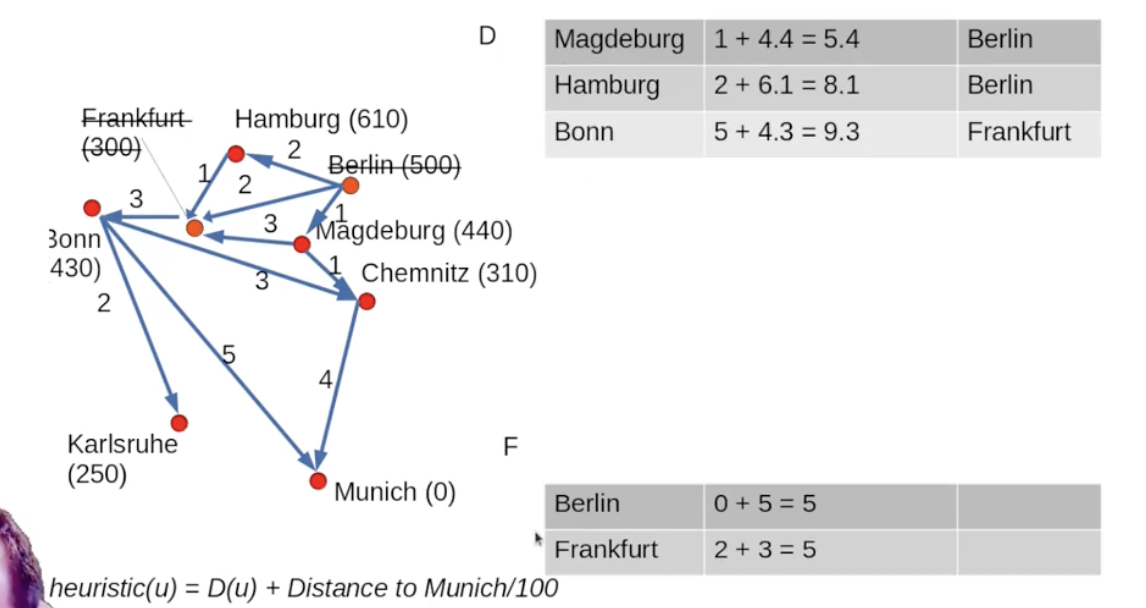 D
Magdeburg 1 + 4.4 = 5.4 Berlin
Hamburg 2 + 6.1 = 8.1 Berlin
Bonn 5 + 4.3 = 9.3 Frankfurt
Frankfurt
(300)
Hamburg (610)
2
Berlin (500)
1
2
3
1
3
Magdeburg (440)
Bonn
430)
1
Chemnitz (310)
3
2
5
4
Karlsruhe
(250)
Munich (0)
F
Berlin 0 + 5 = 5
Frankfurt 2 + 3 = 5
heuristic(u) = D(u) + Distance to Munich/100